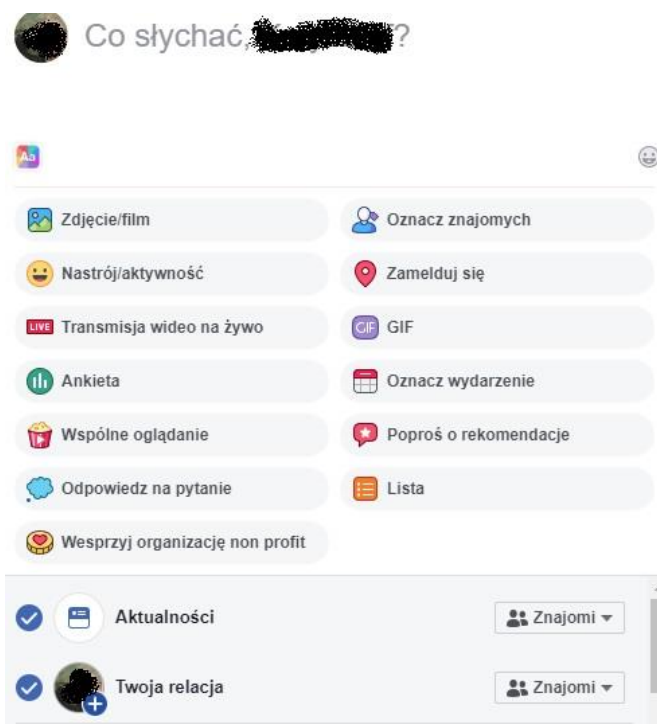 Co słychać, ?
Aa
Zdjęcie/film
Oznacz znajomych
Nastrój/aktywność
Zamelduj się
LIVE Transmisja wideo na żywo
GIF GIF
Ankieta
Oznacz wydarzenie
Wspólne oglądanie
Poproś o rekomendacje
Odpowiedz na pytanie
Lista
Wesprzyj organizację non profit
Aktualności
Znajomi
Twoja relacja
Znajomi